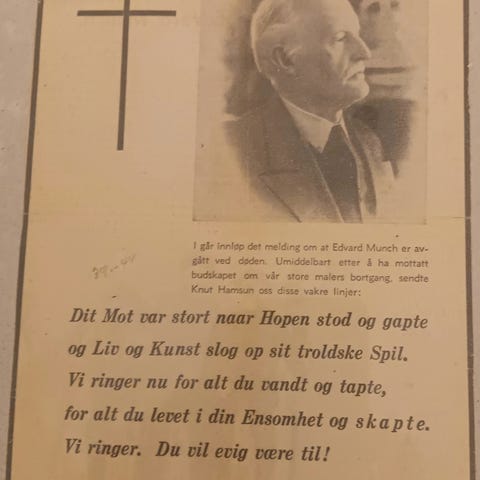 I går innløp det melding om at Edvard Munch er av-
gått ved døden. Umiddelbart etter å ha mottatt
budskapet om vår store malers bortgang, sendte
Knut Hamsun oss disse vakre linjer:
Dit Mot var stort naar Hopen stod og gapte
og Liv og Kunst slog op sit troldske Spil.
Vi ringer nu for alt du vandt og tapte,
for alt du levet i din Ensomhet og skapte.
Vi ringer. Du vil evig være til!